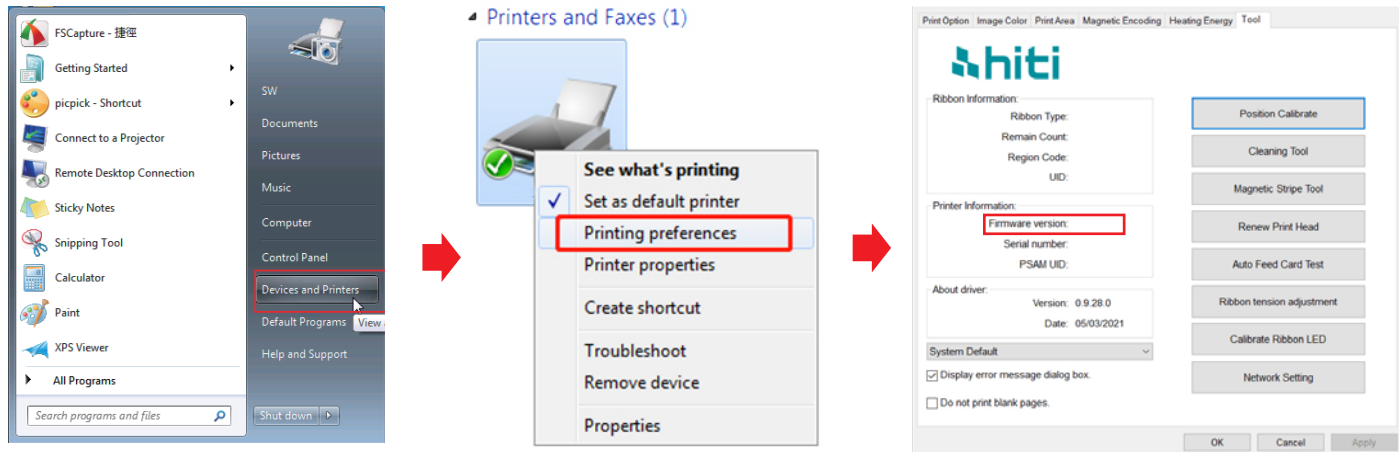 FSCapture - 捷徑
Getting Started
picpick - Shortcut
Connect to a Projector
Remote Desktop Connection
Sticky Notes
Snipping Tool
Calculator
Paint
XPS Viewer
All Programs
Search programs and files
SW
Documents
Pictures
Music
Computer
Control Panel
Devices and Printers
Default Programs
View
Help and Support
Shut down
Printers and Faxes (1)
See what's printing
Set as default printer
Printing preferences
Printer properties
Create shortcut
Troubleshoot
Remove device
Properties
Print Option Image Color Print Area Magnetic Encoding Heating Energy Tool
hiti
Ribbon Information:
Ribbon Type:
Remain Count:
Region Code:
UID:
Printer Information:
Firmware version:
Serial number:
PSAM UID:
About driver:
Version: 0.9.28.0
Date: 05/03/2021
System Default
Display error message dialog box.
Do not print blank pages.
Position Calibrate
Cleaning Tool
Magnetic Stripe Tool
Renew Print Head
Auto Feed Card Test
Ribbon tension adjustment
Calibrate Ribbon LED
Network Setting
OK Cancel Apply